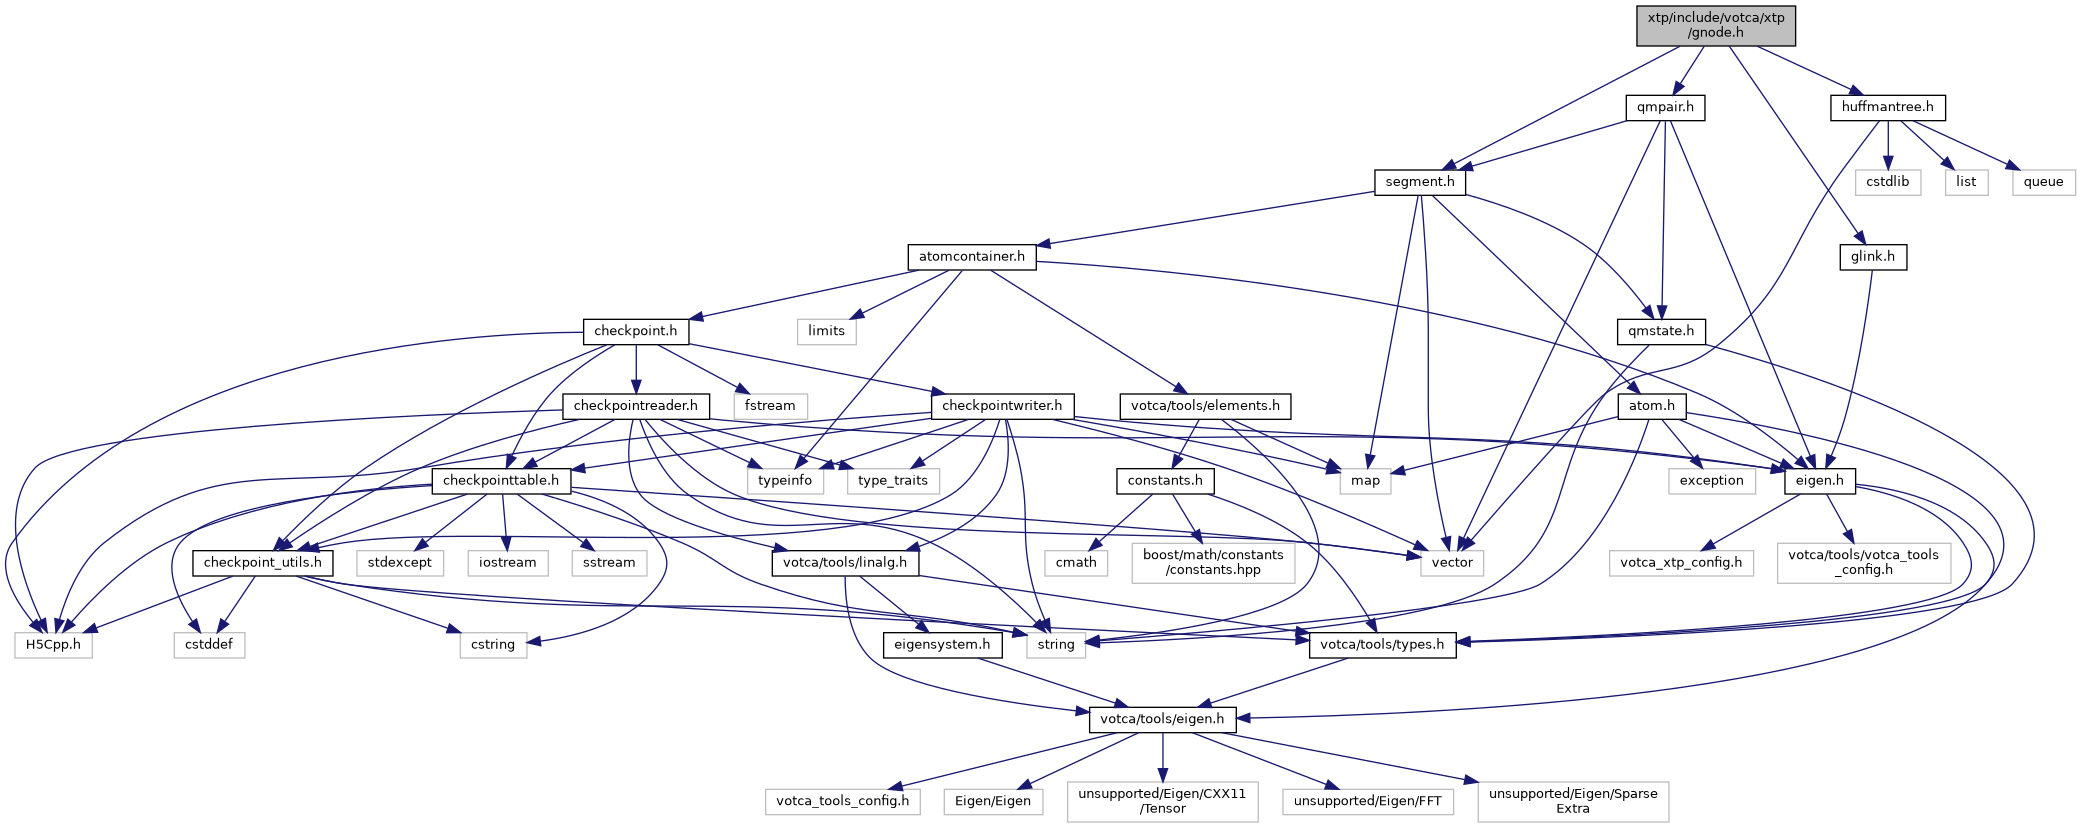 xtp/include/votca/xtp
/gnode.h
qmpair.h
huffmantree.h
segment.h
cstdlib
list
queue
atomcontainer.h
glink.h
checkpoint.h
limits
qmstate.h
checkpointreader.h
fstream
checkpointwriter.h
votca/tools/elements.h
atom.h
checkpointtable.h
typeinfo
type_traits
constants.h
map
exception
eigen.h
checkpoint_utils.h
stdexcept
iostream
sstream
votca/tools/linalg.h
cmath
boost/math/constants
/constants.hpp
vector
votca_xtp_config.h
votca/tools/votca_tools
_config.h
H5Cpp.h
cstddef
cstring
eigensystem.h
string
votca/tools/types.h
votca/tools/eigen.h
votca_tools_config.h
Eigen/Eigen
unsupported/Eigen/CXX11
/Tensor
unsupported/Eigen/FFT
unsupported/Eigen/Sparse
Extra